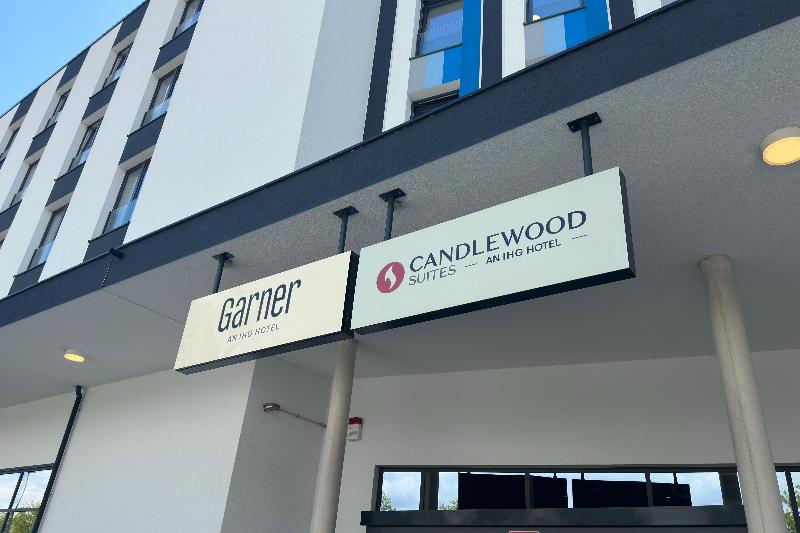 Garner
AN IHG HOTEL
CANDLEWOOD
SUITES — AN IHG HOTEL —